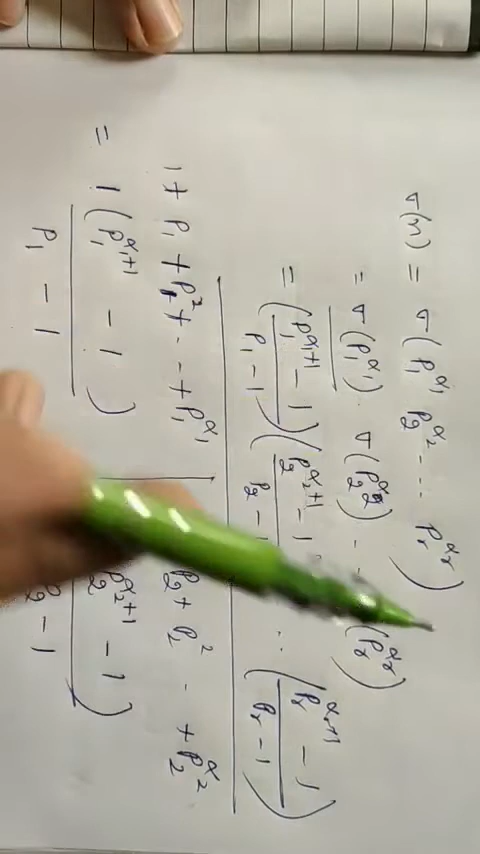 σ(n) = σ(p₁^α₁ p₂^α₂ ... pᵣ^αᵣ)
= σ(p₁^α₁) . σ(p₂^α₂) - - (pᵣ^αᵣ)
= ((p₁^(α₁+1) - 1)/(p₁ - 1)) ((p₂^(α₂+1) - 1)/(p₂ - 1 ... ((pᵣ^(αᵣ+1) - 1)/(pᵣ - 1))
1 + p₁ + p₁² + - - + p₁^α₁
= 1(p₁^(α₁+1) - 1)/(p₁ - 1)
p₂ + p₂² - + p₂^α₂
p₂^(α₂+1) - 1)/(p₂ - 1